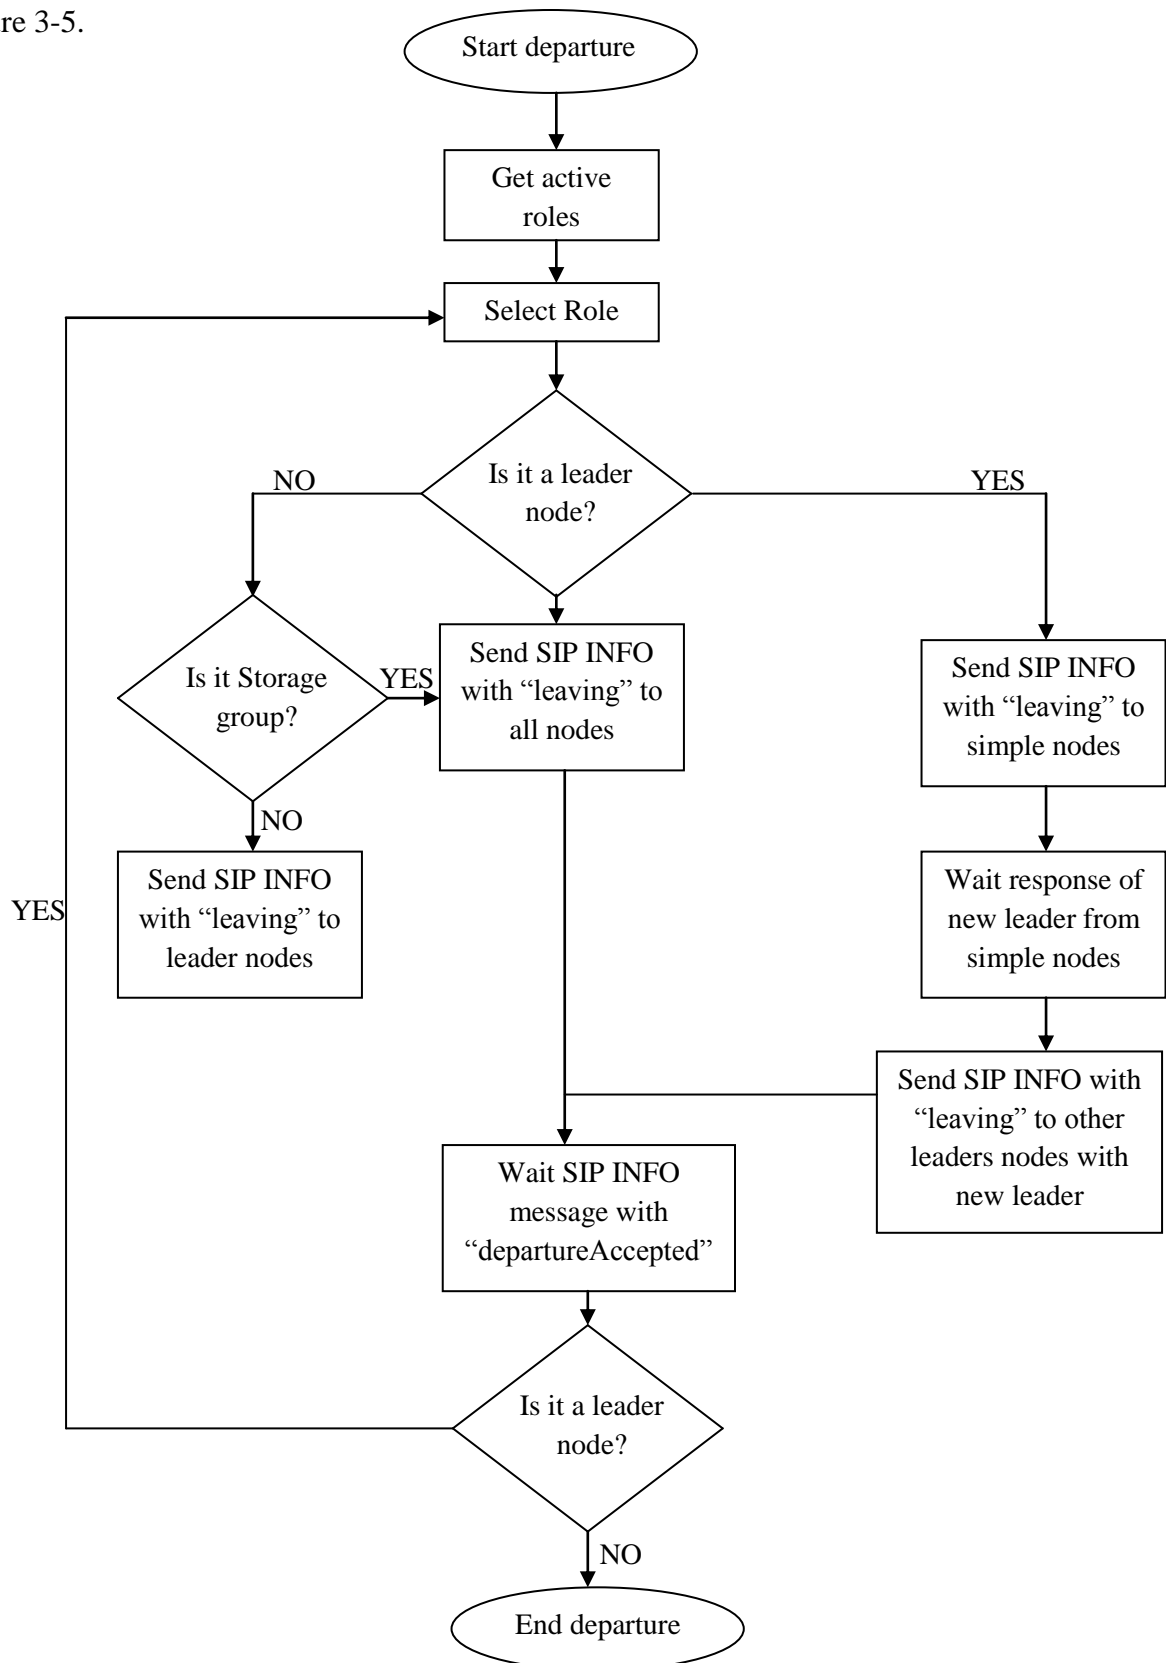 re 3-5.
Start departure
Get active
roles
Select Role
Is it a leader
node?
NO
YES
Is it Storage
group?
YES
Send SIP INFO
with “leaving” to
all nodes
Send SIP INFO
with “leaving” to
simple nodes
NO
Send SIP INFO
with “leaving” to
leader nodes
Wait response of
new leader from
simple nodes
YES
Send SIP INFO with
“leaving” to other
leaders nodes with
new leader
Wait SIP INFO
message with
“departureAccepted”
Is it a leader
node?
NO
End departure